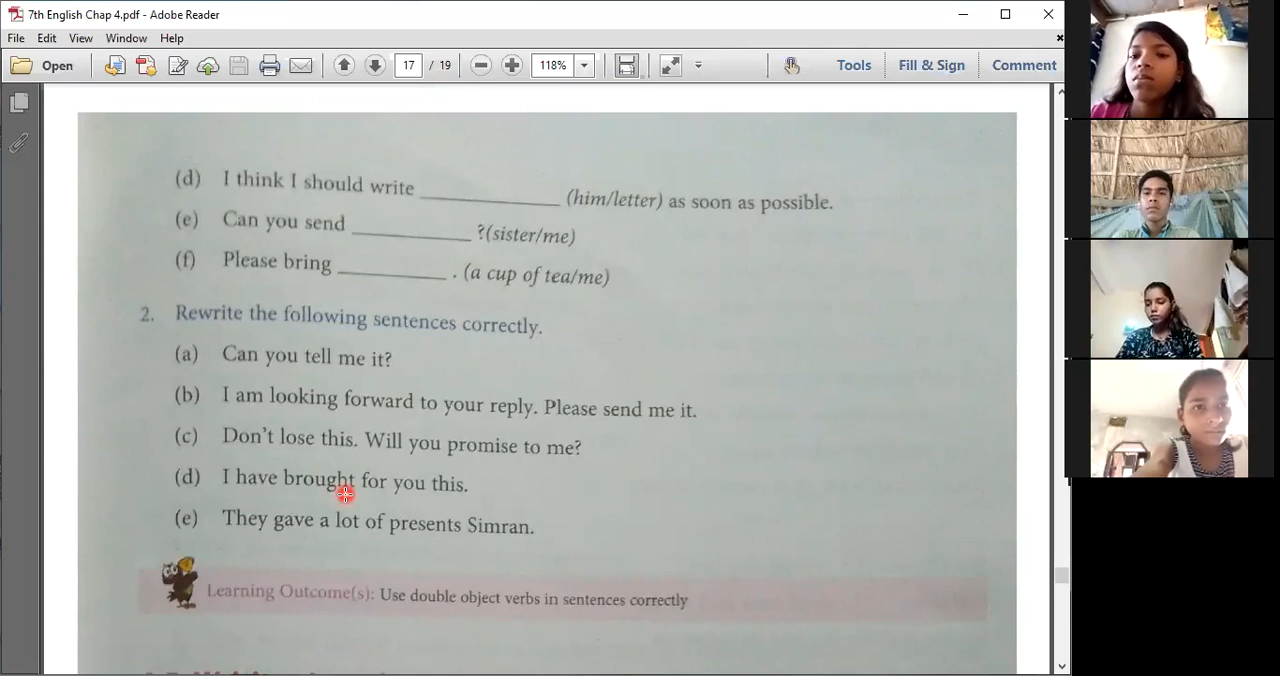 7th English Chap 4.pdf - Adobe Reader
File Edit View Window Help
Open 17 / 19 118% Tools Fill & Sign Comment
(d) I think I should write ____________ (him/letter) as soon as possible.
(e) Can you send __________ ?(sister/me)
(f) Please bring _________ . (a cup of tea/me)
2. Rewrite the following sentences correctly.
(a) Can you tell me it?
(b) I am looking forward to your reply. Please send me it.
(c) Don't lose this. Will you promise to me?
(d) I have brought for you this.
(e) They gave a lot of presents Simran.
Learning Outcome(s): Use double object verbs in sentences correctly